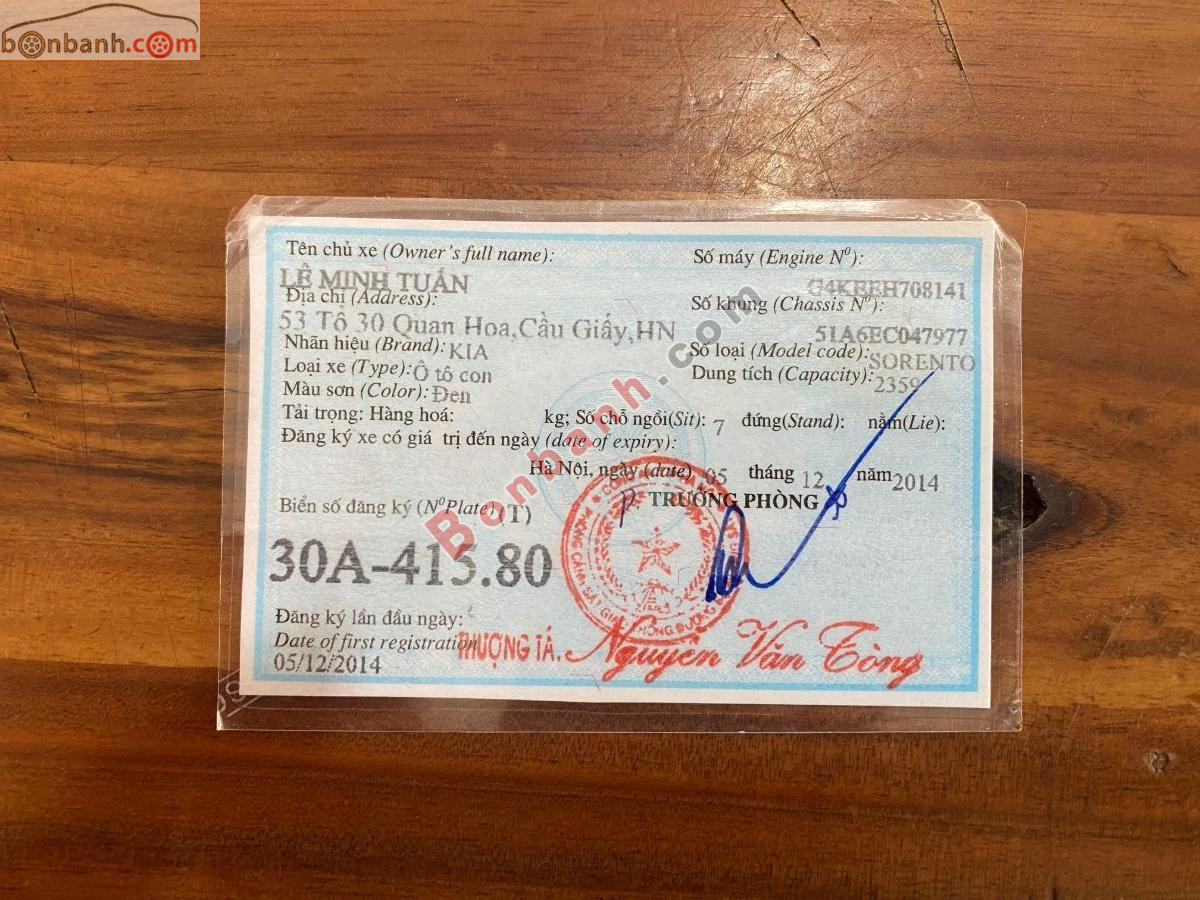 bonbanh.com
Tên chủ xe (Owner's full name):
LÊ MINH TUẤN
Địa chỉ (Address):
53 Tổ 30 Quan Hoa,Cầu Giấy,HN
Nhãn hiệu (Brand): KIA
Loại xe (Type): Ô tô con
Màu sơn (Color): Đen
Số máy (Engine Nº):
G4KEEH708141
Số khung (Chassis Nº):
51A6EC047977
Số loại (Model code): SORENTO
Dung tích (Capacity): 2359
Tải trọng: Hàng hoá: kg; Số chỗ ngồi(Sit): 7 đứng(Stand): nằm(Lie):
Đăng ký xe có giá trị đến ngày (date of expiry):
Hà Nội, ngày (date) 05 tháng 12 năm 2014
P. TRƯỞNG PHÒNG
Biển số đăng ký (NºPlate) (T)
30A-415.80
Đăng ký lần đầu ngày:
Date of first registration
05/12/2014
THƯỢNG TÁ. Nguyễn Văn Tòng
Bonbanh.com